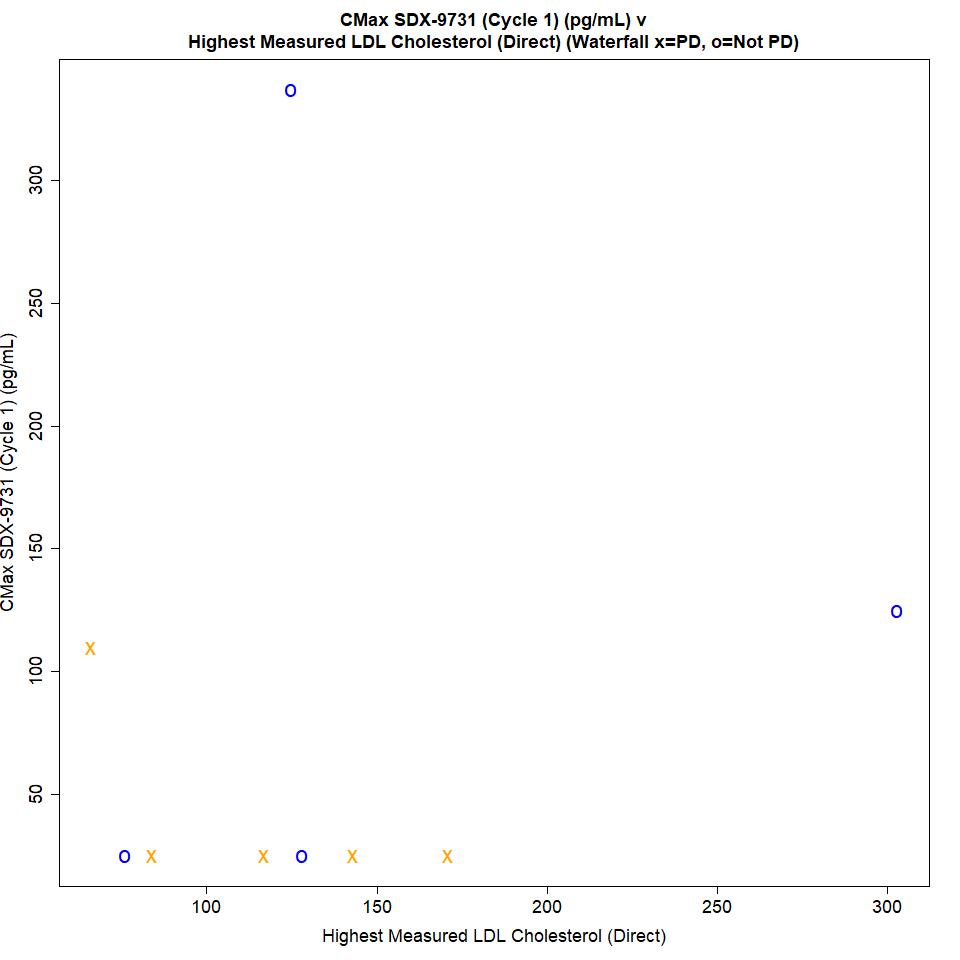 CMax SDX-9731 (Cycle 1) (pg/mL) v
Highest Measured LDL Cholesterol (Direct) (Waterfall x=PD, o=Not PD)
CMax SDX-9731 (Cycle 1) (pg/mL)
300
250
200
150
100
50
o
o
x
o
x
x
o
x
x
100
150
200
250
300
Highest Measured LDL Cholesterol (Direct)